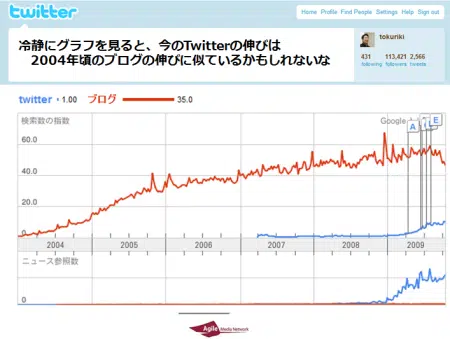 twitter
Home Profile Find People Settings Help Sign out
冷静にグラフを見ると、今のTwitterの伸びは
2004年頃のブログの伸びに似ているかもしれないな
tokuriki
431 113,421 2,566
following followers tweets
twitter 1.00 ブログ 35.0
検索数の指数
Google
A E
60.0
40.0
20.0
0
2004 2005 2006 2007 2008 2009
ニュース参照数
0
Agile Media Network